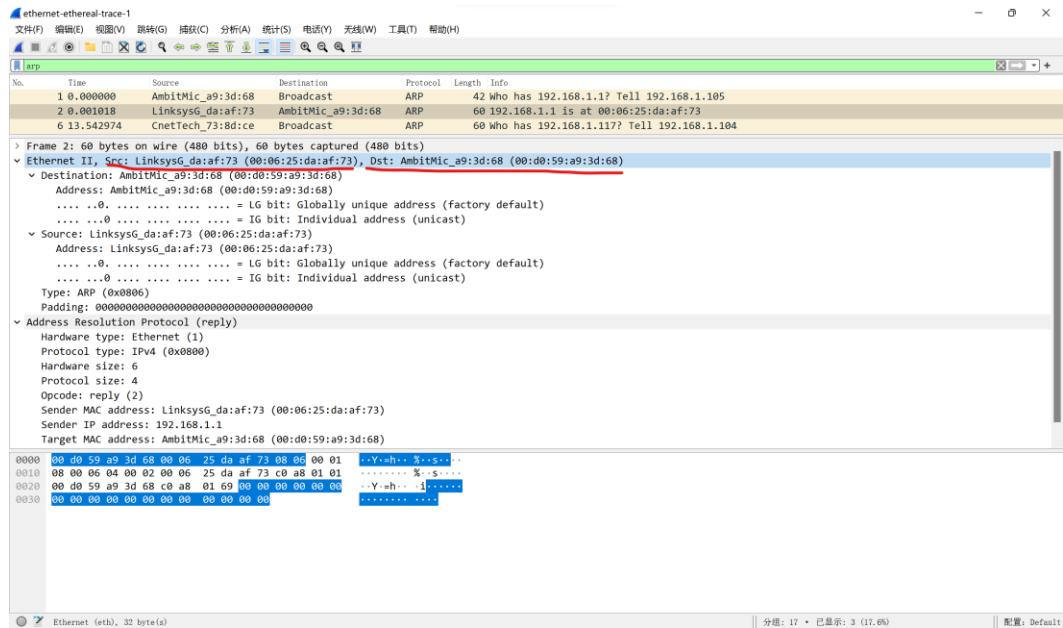 ethernet-ethereal-trace-1
文件(F) 编辑(E) 视图(V) 跳转(G) 捕获(C) 分析(A) 统计(S) 电话(Y) 无线(W) 工具(T) 帮助(H)
arp
No. Time Source Destination Protocol Length Info
1 0.000000 AmbitMic_a9:3d:68 Broadcast ARP 42 Who has 192.168.1.1? Tell 192.168.1.105
2 0.001018 LinksysG_da:af:73 AmbitMic_a9:3d:68 ARP 60 192.168.1.1 is at 00:06:25:da:af:73
6 13.542974 CnetTech_73:8d:ce Broadcast ARP 60 Who has 192.168.1.117? Tell 192.168.1.104
Frame 2: 60 bytes on wire (480 bits), 60 bytes captured (480 bits)
Ethernet II, Src: LinksysG_da:af:73 (00:06:25:da:af:73), Dst: AmbitMic_a9:3d:68 (00:d0:59:a9:3d:68)
Destination: AmbitMic_a9:3d:68 (00:d0:59:a9:3d:68)
Address: AmbitMic_a9:3d:68 (00:d0:59:a9:3d:68)
.... ..0. .... .... .... .... = LG bit: Globally unique address (factory default)
.... ...0 .... .... .... .... = IG bit: Individual address (unicast)
Source: LinksysG_da:af:73 (00:06:25:da:af:73)
Address: LinksysG_da:af:73 (00:06:25:da:af:73)
.... ..0. .... .... .... .... = LG bit: Globally unique address (factory default)
.... ...0 .... .... .... .... = IG bit: Individual address (unicast)
Type: ARP (0x0806)
Padding: 000000000000000000000000000000000000
Address Resolution Protocol (reply)
Hardware type: Ethernet (1)
Protocol type: IPv4 (0x0800)
Hardware size: 6
Protocol size: 4
Opcode: reply (2)
Sender MAC address: LinksysG_da:af:73 (00:06:25:da:af:73)
Sender IP address: 192.168.1.1
Target MAC address: AmbitMic_a9:3d:68 (00:d0:59:a9:3d:68)
0000 00 d0 59 a9 3d 68 00 06 25 da af 73 08 06 00 01 ··Y·=h·· %··s····
0010 08 00 06 04 00 02 00 06 25 da af 73 c0 a8 01 01 ········ %··s····
0020 00 d0 59 a9 3d 68 c0 a8 01 69 00 00 00 00 00 00 ··Y·=h·· ·i······
0030 00 00 00 00 00 00 00 00 00 00 00 00 ········ ····
Ethernet (eth), 32 byte(s) 分组: 17 · 已显示: 3 (17.6%) 配置: Default